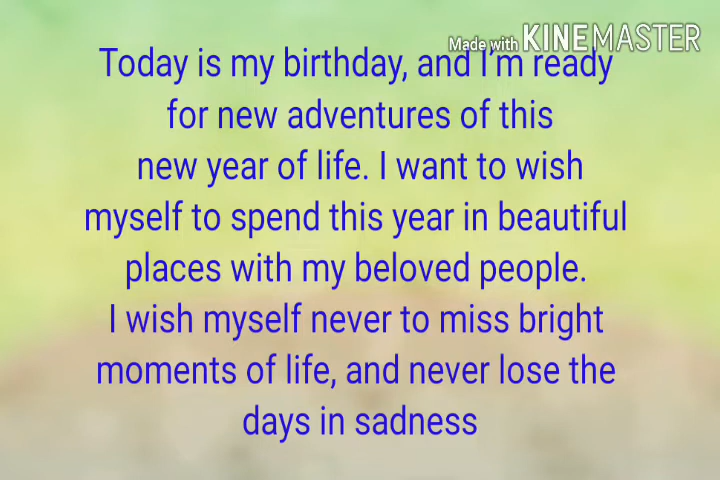 Made with KINEMASTER
Today is my birthday, and I'm ready
for new adventures of this
new year of life. I want to wish
myself to spend this year in beautiful
places with my beloved people.
I wish myself never to miss bright
moments of life, and never lose the
days in sadness